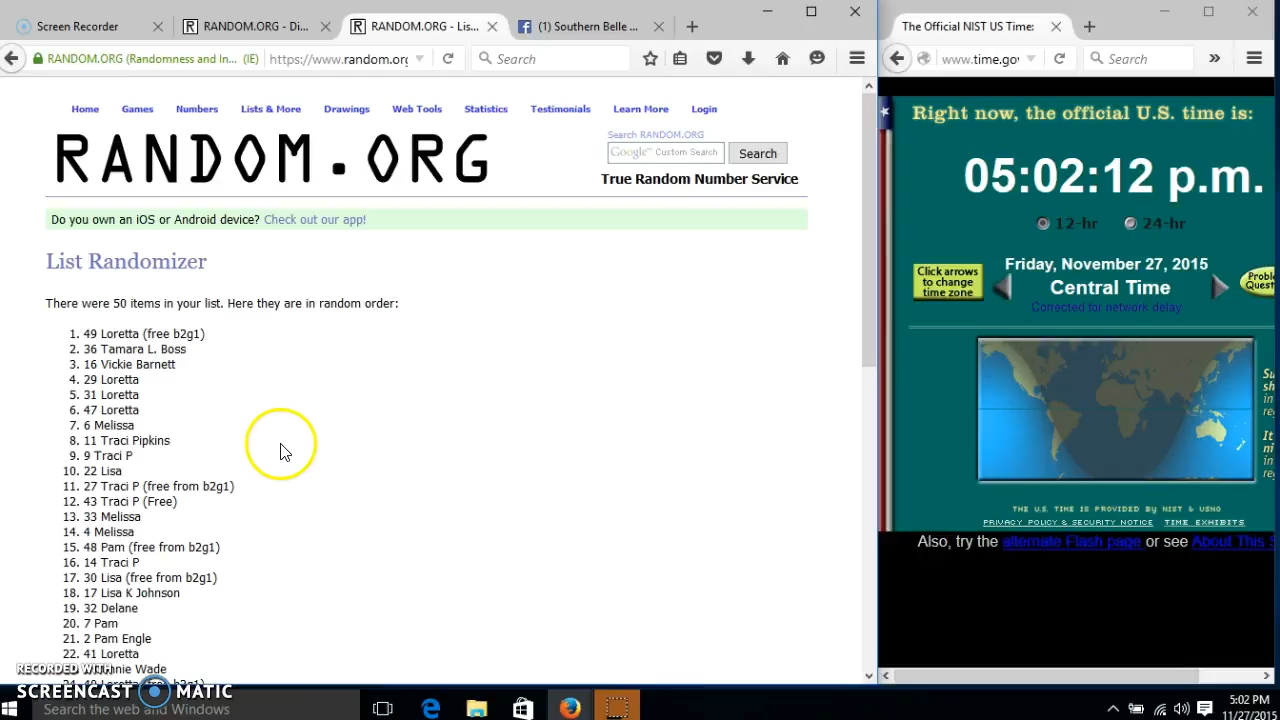 Screen Recorder
RANDOM.ORG - Di...
RANDOM.ORG - Lis...
(1) Southern Belle ...
The Official NIST US Time:
RANDOM.ORG (Randomness and In... (IE)
https://www.random.org
Search
www.time.gov
Search
Home Games Numbers Lists & More Drawings Web Tools Statistics Testimonials Learn More Login
RANDOM.ORG
Search RANDOM.ORG
Google™ Custom Search
Search
True Random Number Service
Do you own an iOS or Android device? Check out our app!
List Randomizer
There were 50 items in your list. Here they are in random order:
1. 49 Loretta (free b2g1)
2. 36 Tamara L. Boss
3. 16 Vickie Barnett
4. 29 Loretta
5. 31 Loretta
6. 47 Loretta
7. 6 Melissa
8. 11 Traci Pipkins
9. 9 Traci P
10. 22 Lisa
11. 27 Traci P (free from b2g1)
12. 43 Traci P (Free)
13. 33 Melissa
14. 4 Melissa
15. 48 Pam (free from b2g1)
16. 14 Traci P
17. 30 Lisa (free from b2g1)
18. 17 Lisa K Johnson
19. 32 Delane
20. 7 Pam
21. 2 Pam Engle
22. 41 Loretta
Wade
Right now, the official U.S. time is:
05:02:12 p.m.
12-hr 24-hr
Click arrows
to change
time zone
Friday, November 27, 2015
Central Time
Corrected for network delay
THE U.S. TIME IS PROVIDED BY NIST & USNO
PRIVACY POLICY & SECURITY NOTICE TIME EXHIBITS
Also, try the alternate Flash page or see About This
RECORDED WITH
SCREENCAST MATIC
Search the web and Windows
5:02 PM
11/27/2015